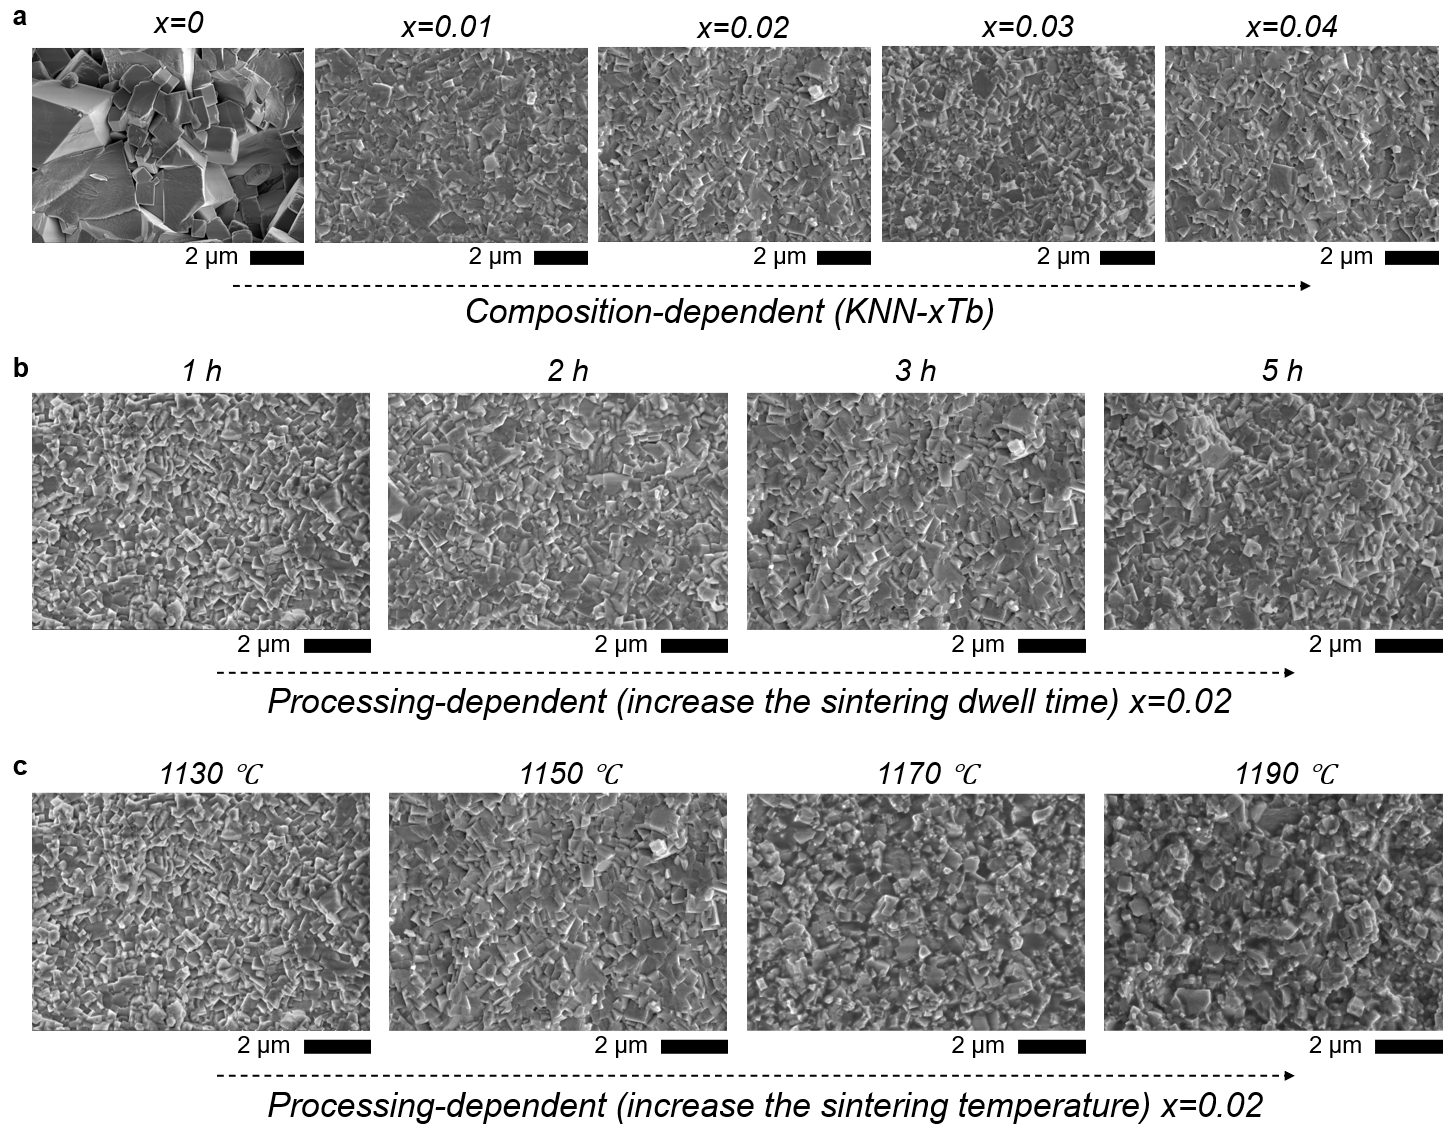 a
x=0 x=0.01 x=0.02 x=0.03 x=0.04
2 µm 2 µm 2 µm 2 µm 2 µm
Composition-dependent (KNN-xTb)
b
1 h 2 h 3 h 5 h
2 µm 2 µm 2 µm 2 µm
Processing-dependent (increase the sintering dwell time) x=0.02
c
1130 ℃ 1150 ℃ 1170 ℃ 1190 ℃
2 µm 2 µm 2 µm 2 µm
Processing-dependent (increase the sintering temperature) x=0.02